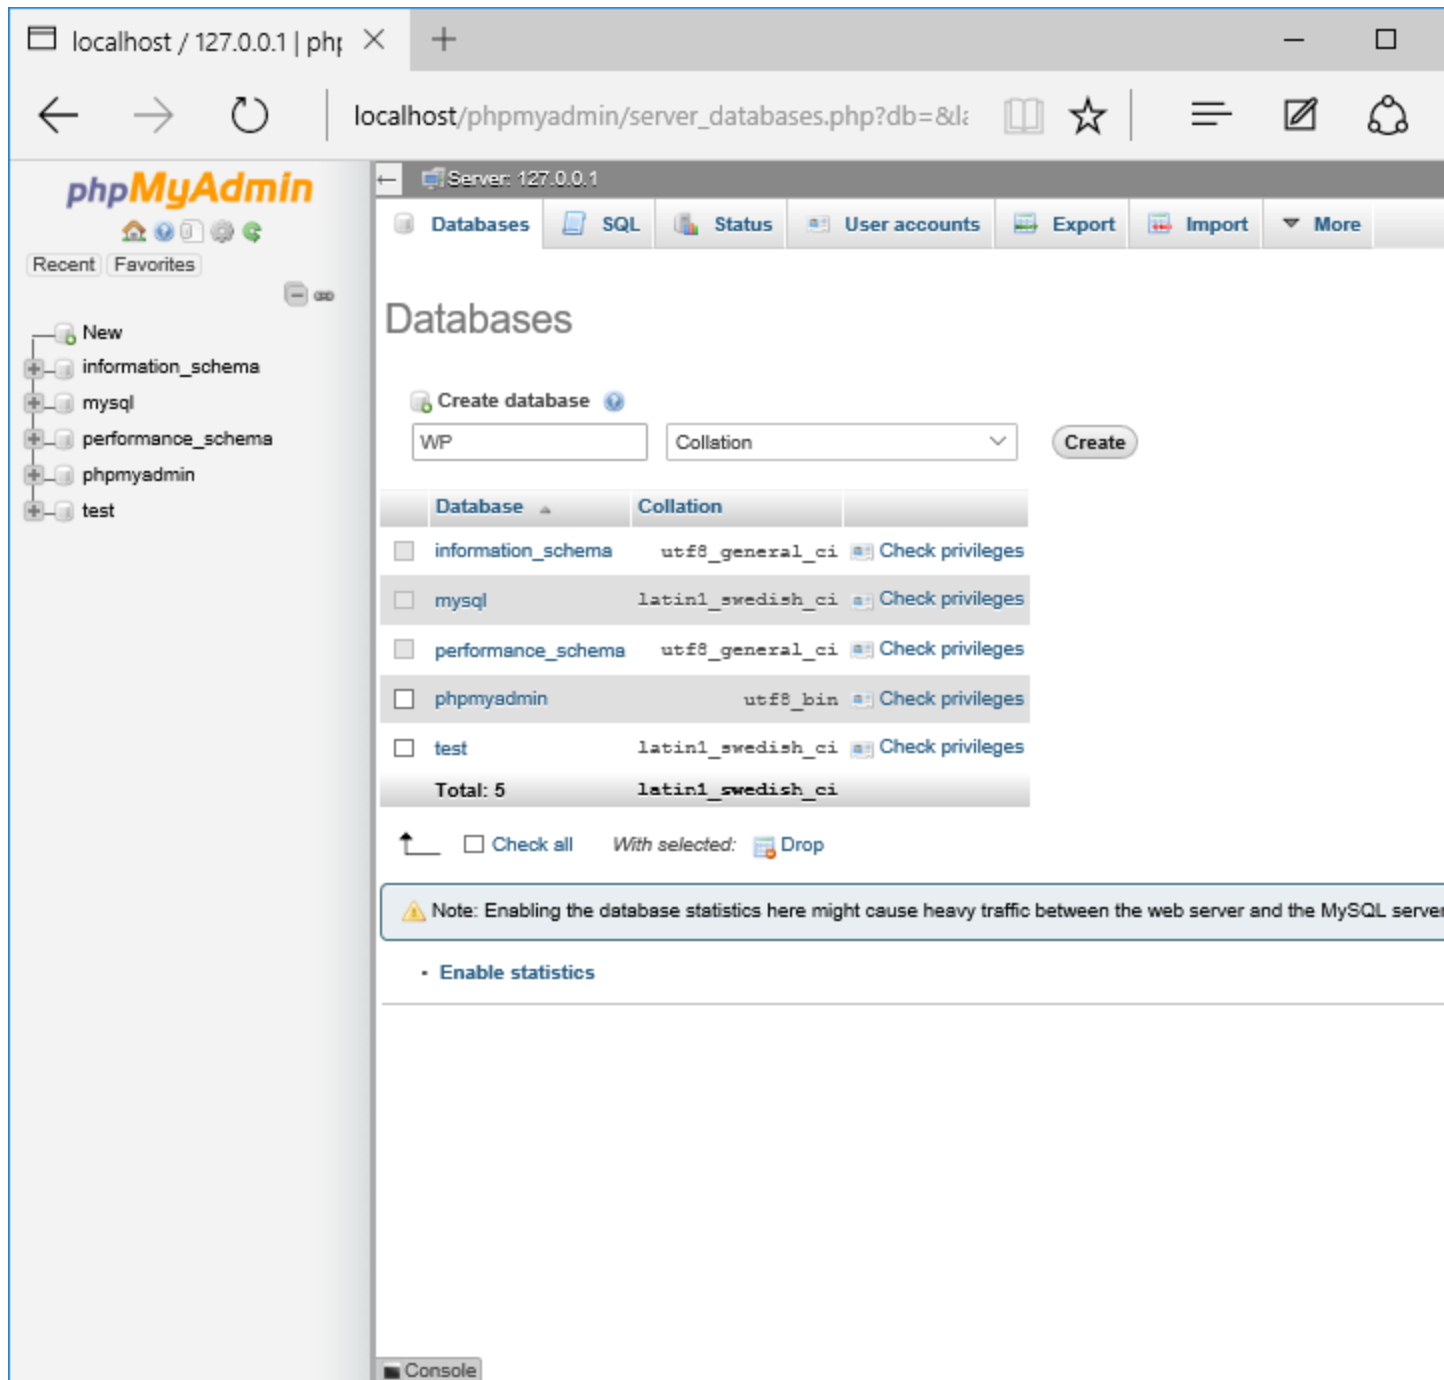 localhost / 127.0.0.1 | php
localhost/phpmyadmin/server_databases.php?db=&la
phpMyAdmin
Recent Favorites
New
information_schema
mysql
performance_schema
phpmyadmin
test
Server: 127.0.0.1
Databases SQL Status User accounts Export Import More
Databases
Create database
WP Collation Create
Database Collation
information_schema utf8_general_ci Check privileges
mysql latin1_swedish_ci Check privileges
performance_schema utf8_general_ci Check privileges
phpmyadmin utf8_bin Check privileges
test latin1_swedish_ci Check privileges
Total: 5 latin1_swedish_ci
Check all With selected: Drop
Note: Enabling the database statistics here might cause heavy traffic between the web server and the MySQL server
Enable statistics
Console